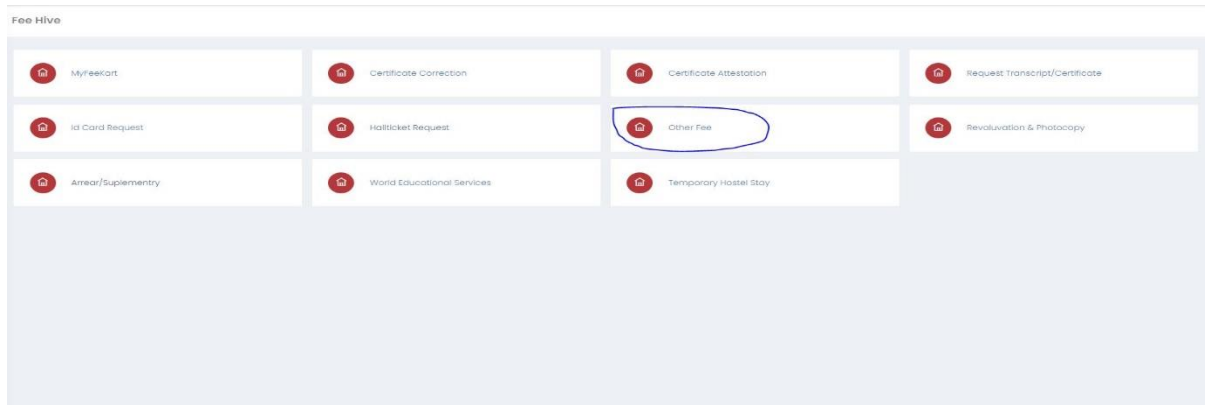 Fee Hive
MyFeeKart
Certificate Correction
Certificate Attestation
Request Transcript/Certificate
Id Card Request
Hallticket Request
Other Fee
Revaluvation & Photocopy
Arrear/Suplementry
World Educational Services
Temporary Hostel Stay